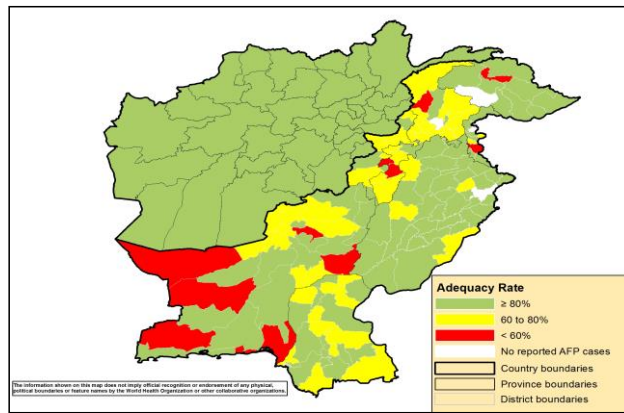 Adequacy Rate
≥ 80%
60 to 80%
< 60%
No reported AFP cases
Country boundaries
Province boundaries
District boundaries
The information shown on this map does not imply official recognition or endorsement of any physical,
political boundaries or feature names by the World Health Organization or other collaborative organizations.